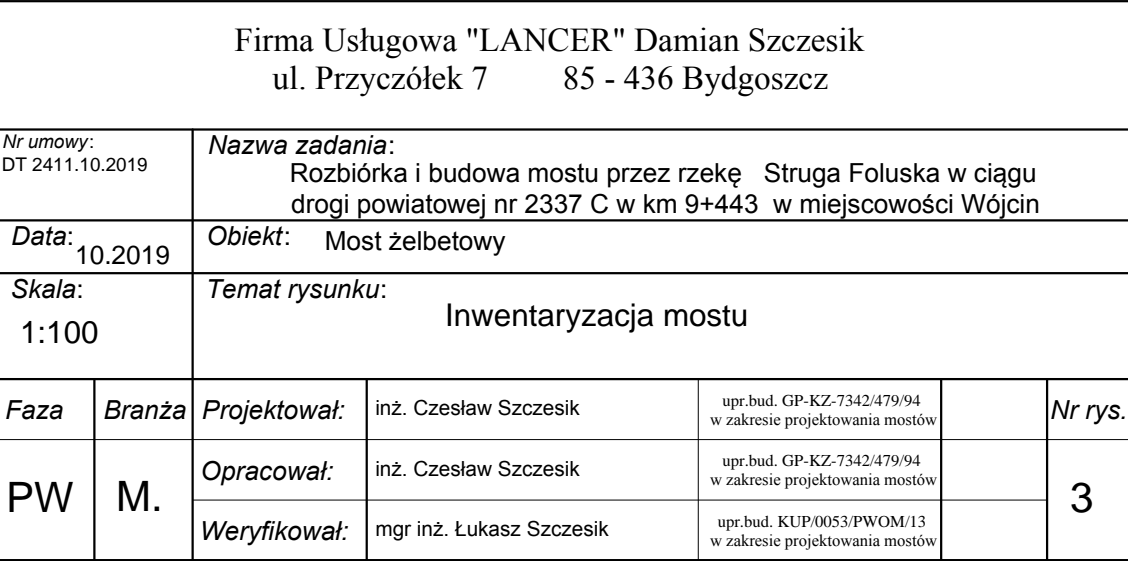 Firma Usługowa "LANCER" Damian Szczesik
ul. Przyczółek 7 85 - 436 Bydgoszcz
Nr umowy:
DT 2411.10.2019
Nazwa zadania:
Rozbiórka i budowa mostu przez rzekę Struga Foluska w ciągu
drogi powiatowej nr 2337 C w km 9+443 w miejscowości Wójcin
Data:
10.2019
Obiekt: Most żelbetowy
Skala:
1:100
Temat rysunku:
Inwentaryzacja mostu
Faza Branża Projektował: inż. Czesław Szczesik
upr.bud. GP-KZ-7342/479/94
w zakresie projektowania mostów
Nr rys.
PW M.
Opracował: inż. Czesław Szczesik
upr.bud. GP-KZ-7342/479/94
w zakresie projektowania mostów
3
Weryfikował: mgr inż. Łukasz Szczesik
upr.bud. KUP/0053/PWOM/13
w zakresie projektowania mostów